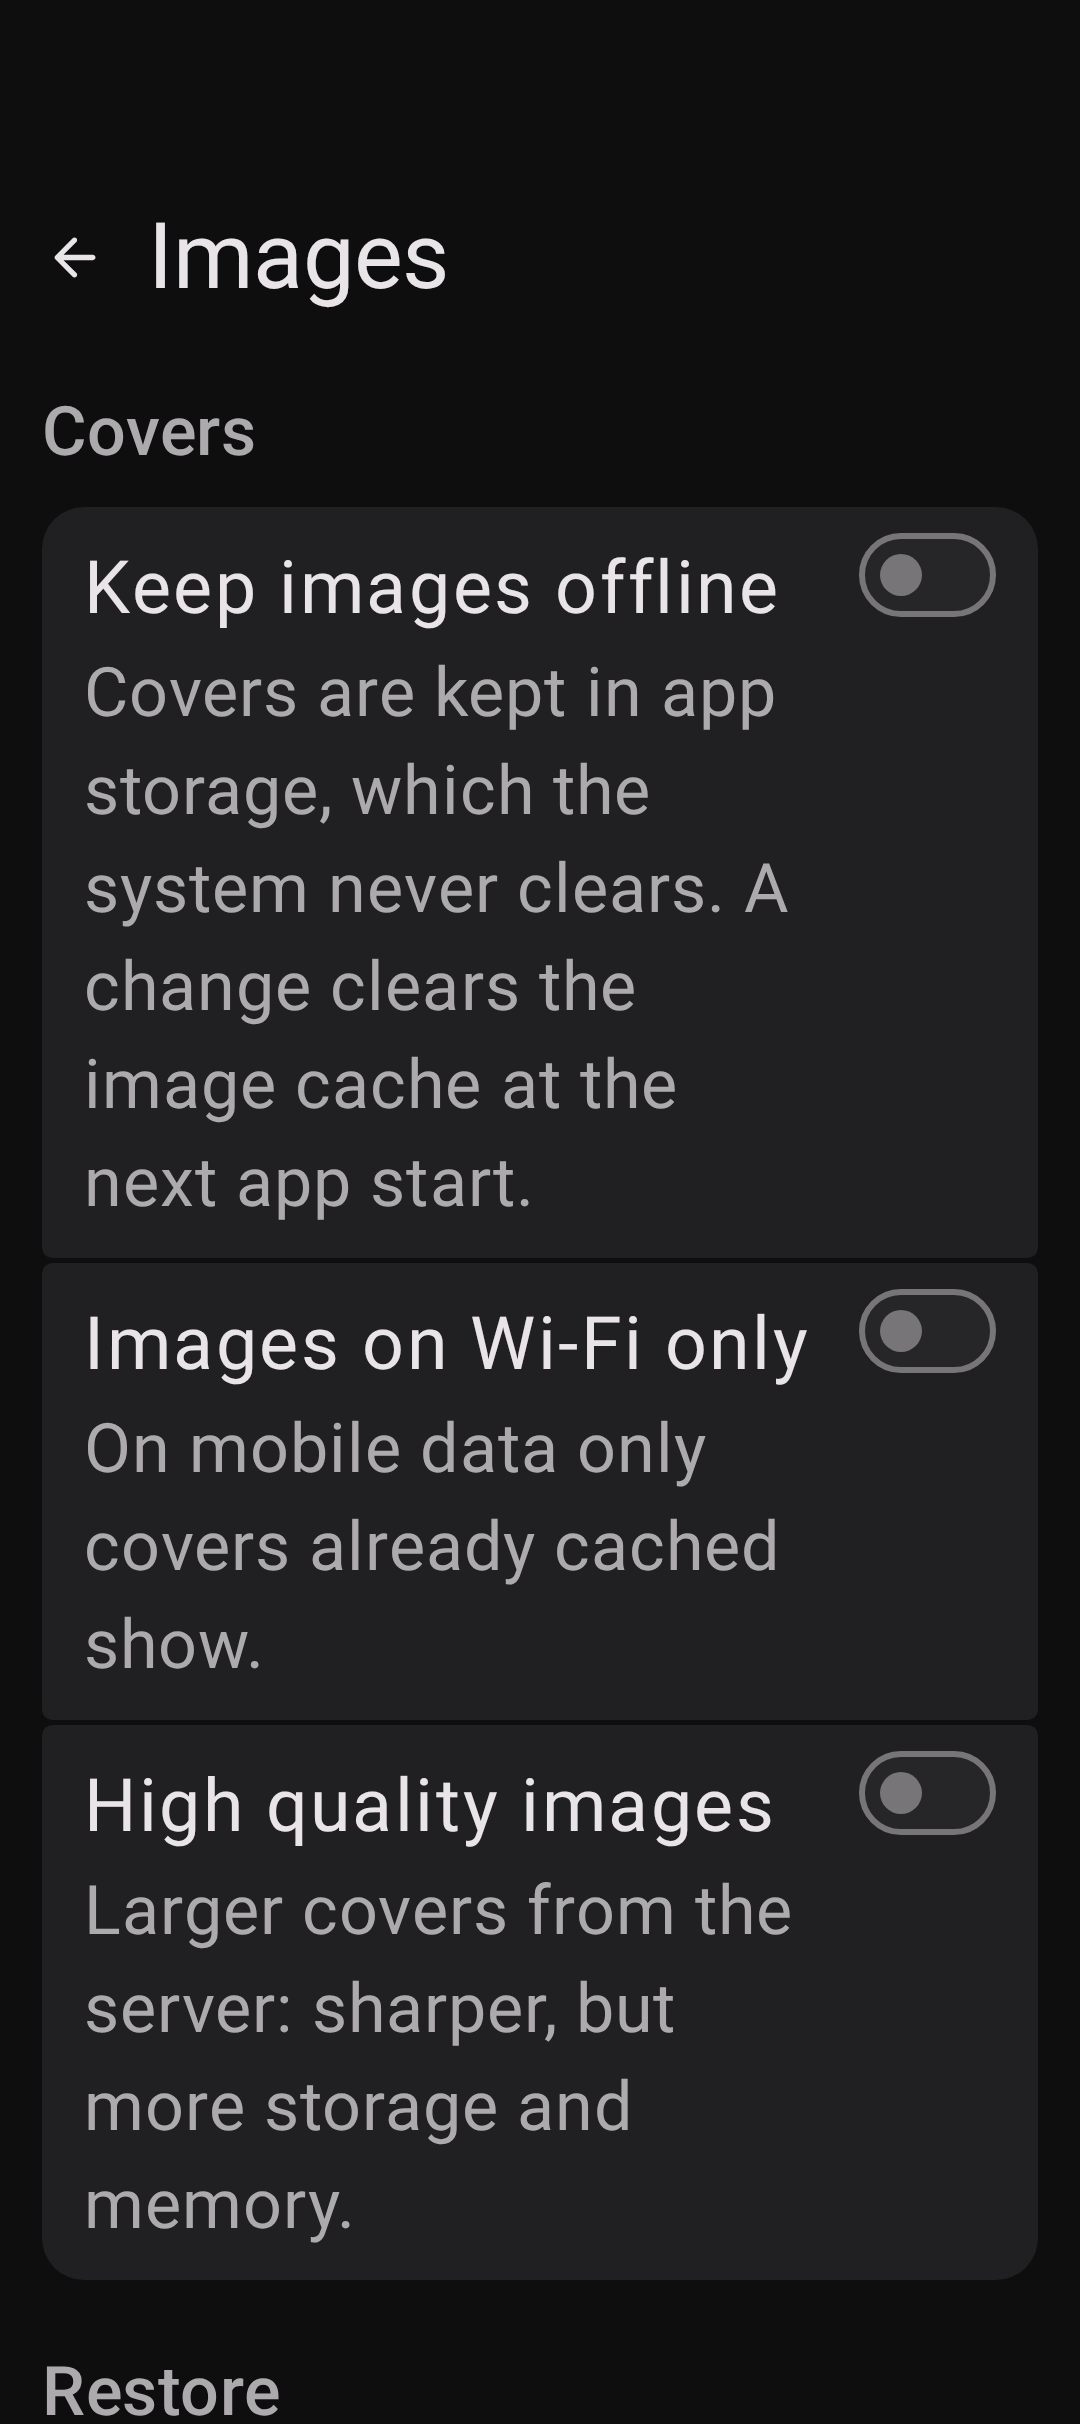 Images
Covers
Keep images offline
Covers are kept in app
storage, which the
system never clears. A
change clears the
image cache at the
next app start.
Images on Wi-Fi only
On mobile data only
covers already cached
show.
High quality images
Larger covers from the
server: sharper, but
more storage and
memory.
Restore